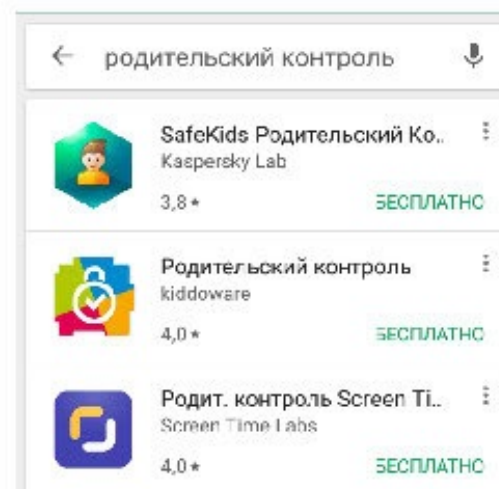 родительский контроль
SafeKids Родительский Ко..
Kaspersky Lab
3,8★ БЕСПЛАТНО
Родительский контроль
kiddoware
4,0★ БЕСПЛАТНО
Родит. контроль Screen Ti..
Screen Time Labs
4,0★ БЕСПЛАТНО